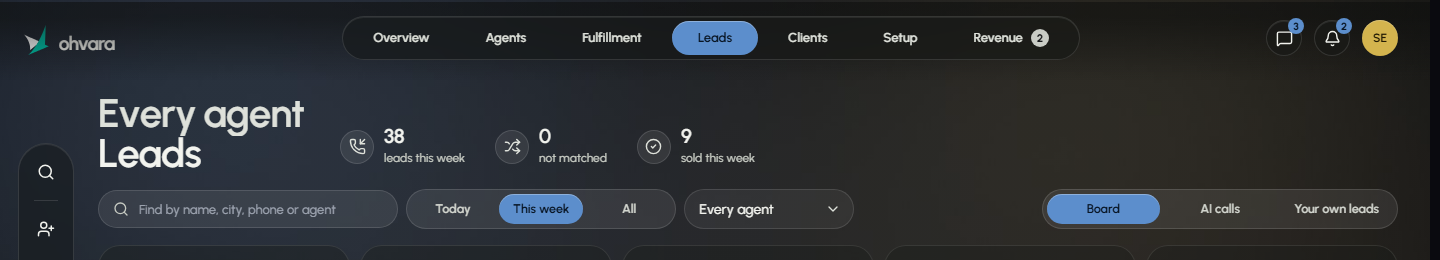 ohvara
Overview Agents Fulfillment Leads Clients Setup Revenue 2
3 2 SE
Every agent
Leads
38 0 9
leads this week not matched sold this week
Find by name, city, phone or agent Today This week All Every agent Board AI calls Your own leads